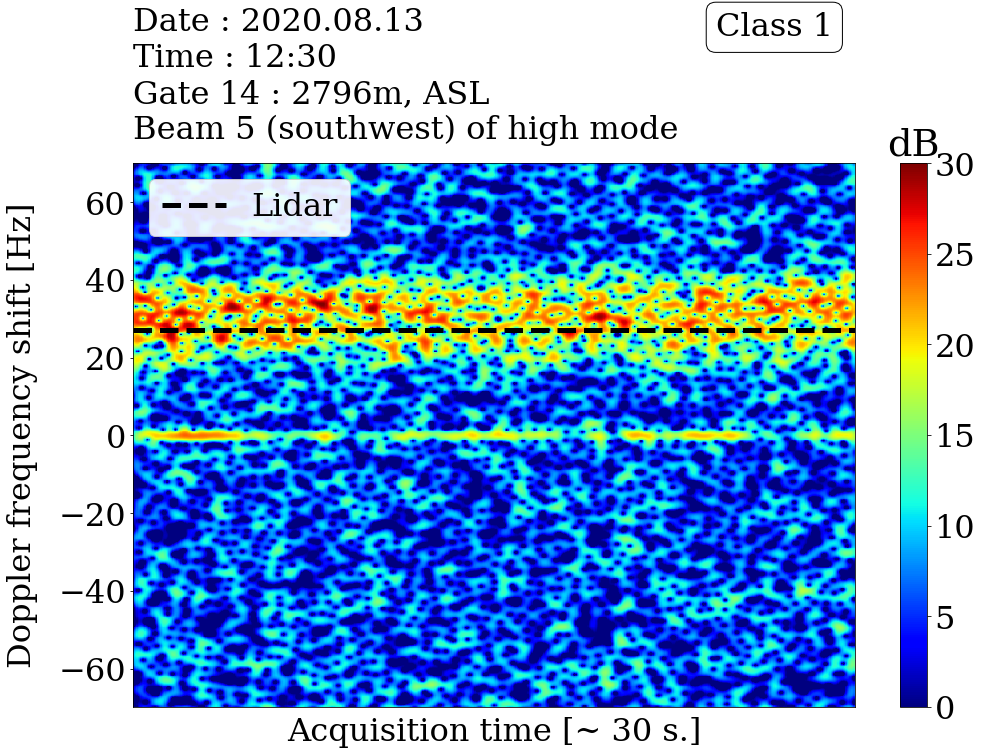 Date : 2020.08.13
Time : 12:30
Gate 14 : 2796m, ASL
Beam 5 (southwest) of high mode
Class 1
dB
Lidar
Doppler frequency shift [Hz]
60
40
20
0
−20
−40
−60
30
25
20
15
10
5
0
Acquisition time [~ 30 s.]